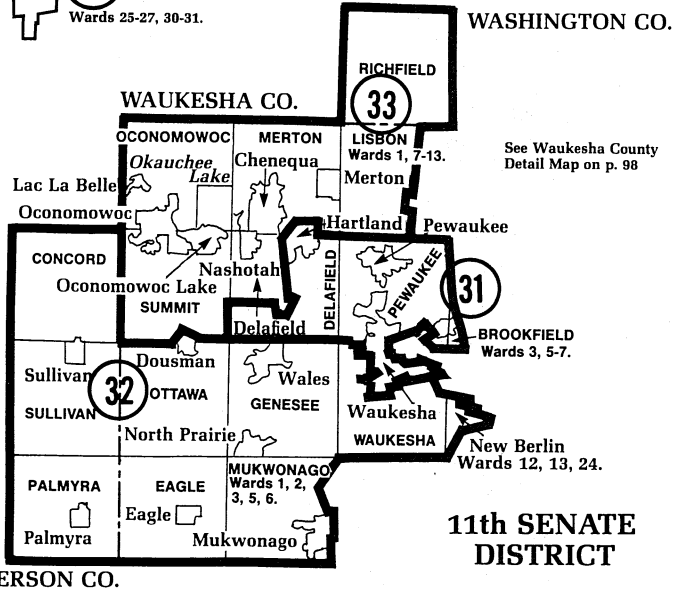 Wards 25-27, 30-31.
WASHINGTON CO.
RICHFIELD
33
WAUKESHA CO.
OCONOMOWOC
MERTON
LISBON
Wards 1, 7-13.
See Waukesha County
Detail Map on p. 98
Okauchee
Lake
Chenequa
Merton
Lac La Belle
Oconomowoc
Hartland
Pewaukee
CONCORD
Nashotah
Oconomowoc Lake
SUMMIT
DELAFIELD
PEWAUKEE
31
Delafield
BROOKFIELD
Wards 3, 5-7.
Dousman
Sullivan
32
OTTAWA
Wales
SULLIVAN
GENESEE
Waukesha
North Prairie
WAUKESHA
New Berlin
Wards 12, 13, 24.
MUKWONAGO
Wards 1, 2,
3, 5, 6.
PALMYRA
EAGLE
Eagle
Palmyra
Mukwonago
11th SENATE
DISTRICT
ERSON CO.